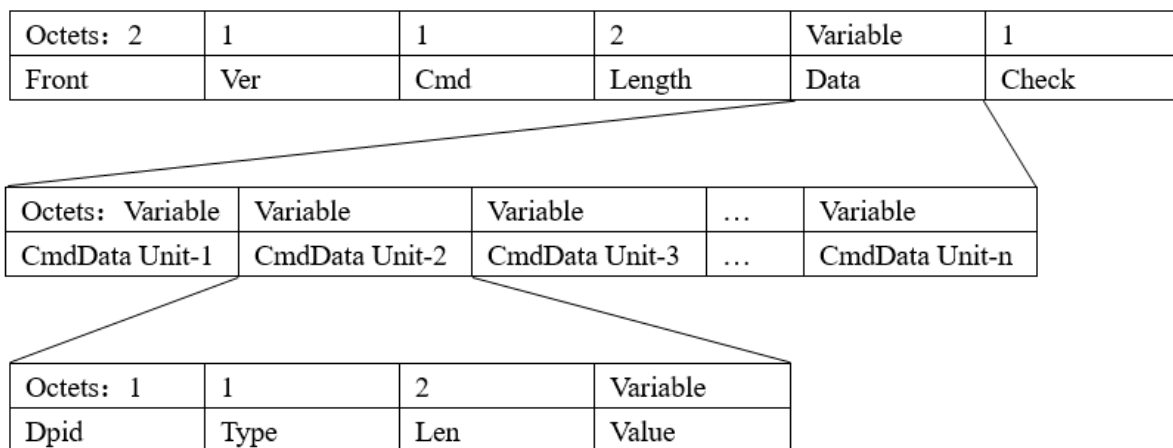 Octets：2 1 1 2 Variable 1
Front Ver Cmd Length Data Check
Octets：Variable Variable Variable … Variable
CmdData Unit-1 CmdData Unit-2 CmdData Unit-3 … CmdData Unit-n
Octets：1 1 2 Variable
Dpid Type Len Value